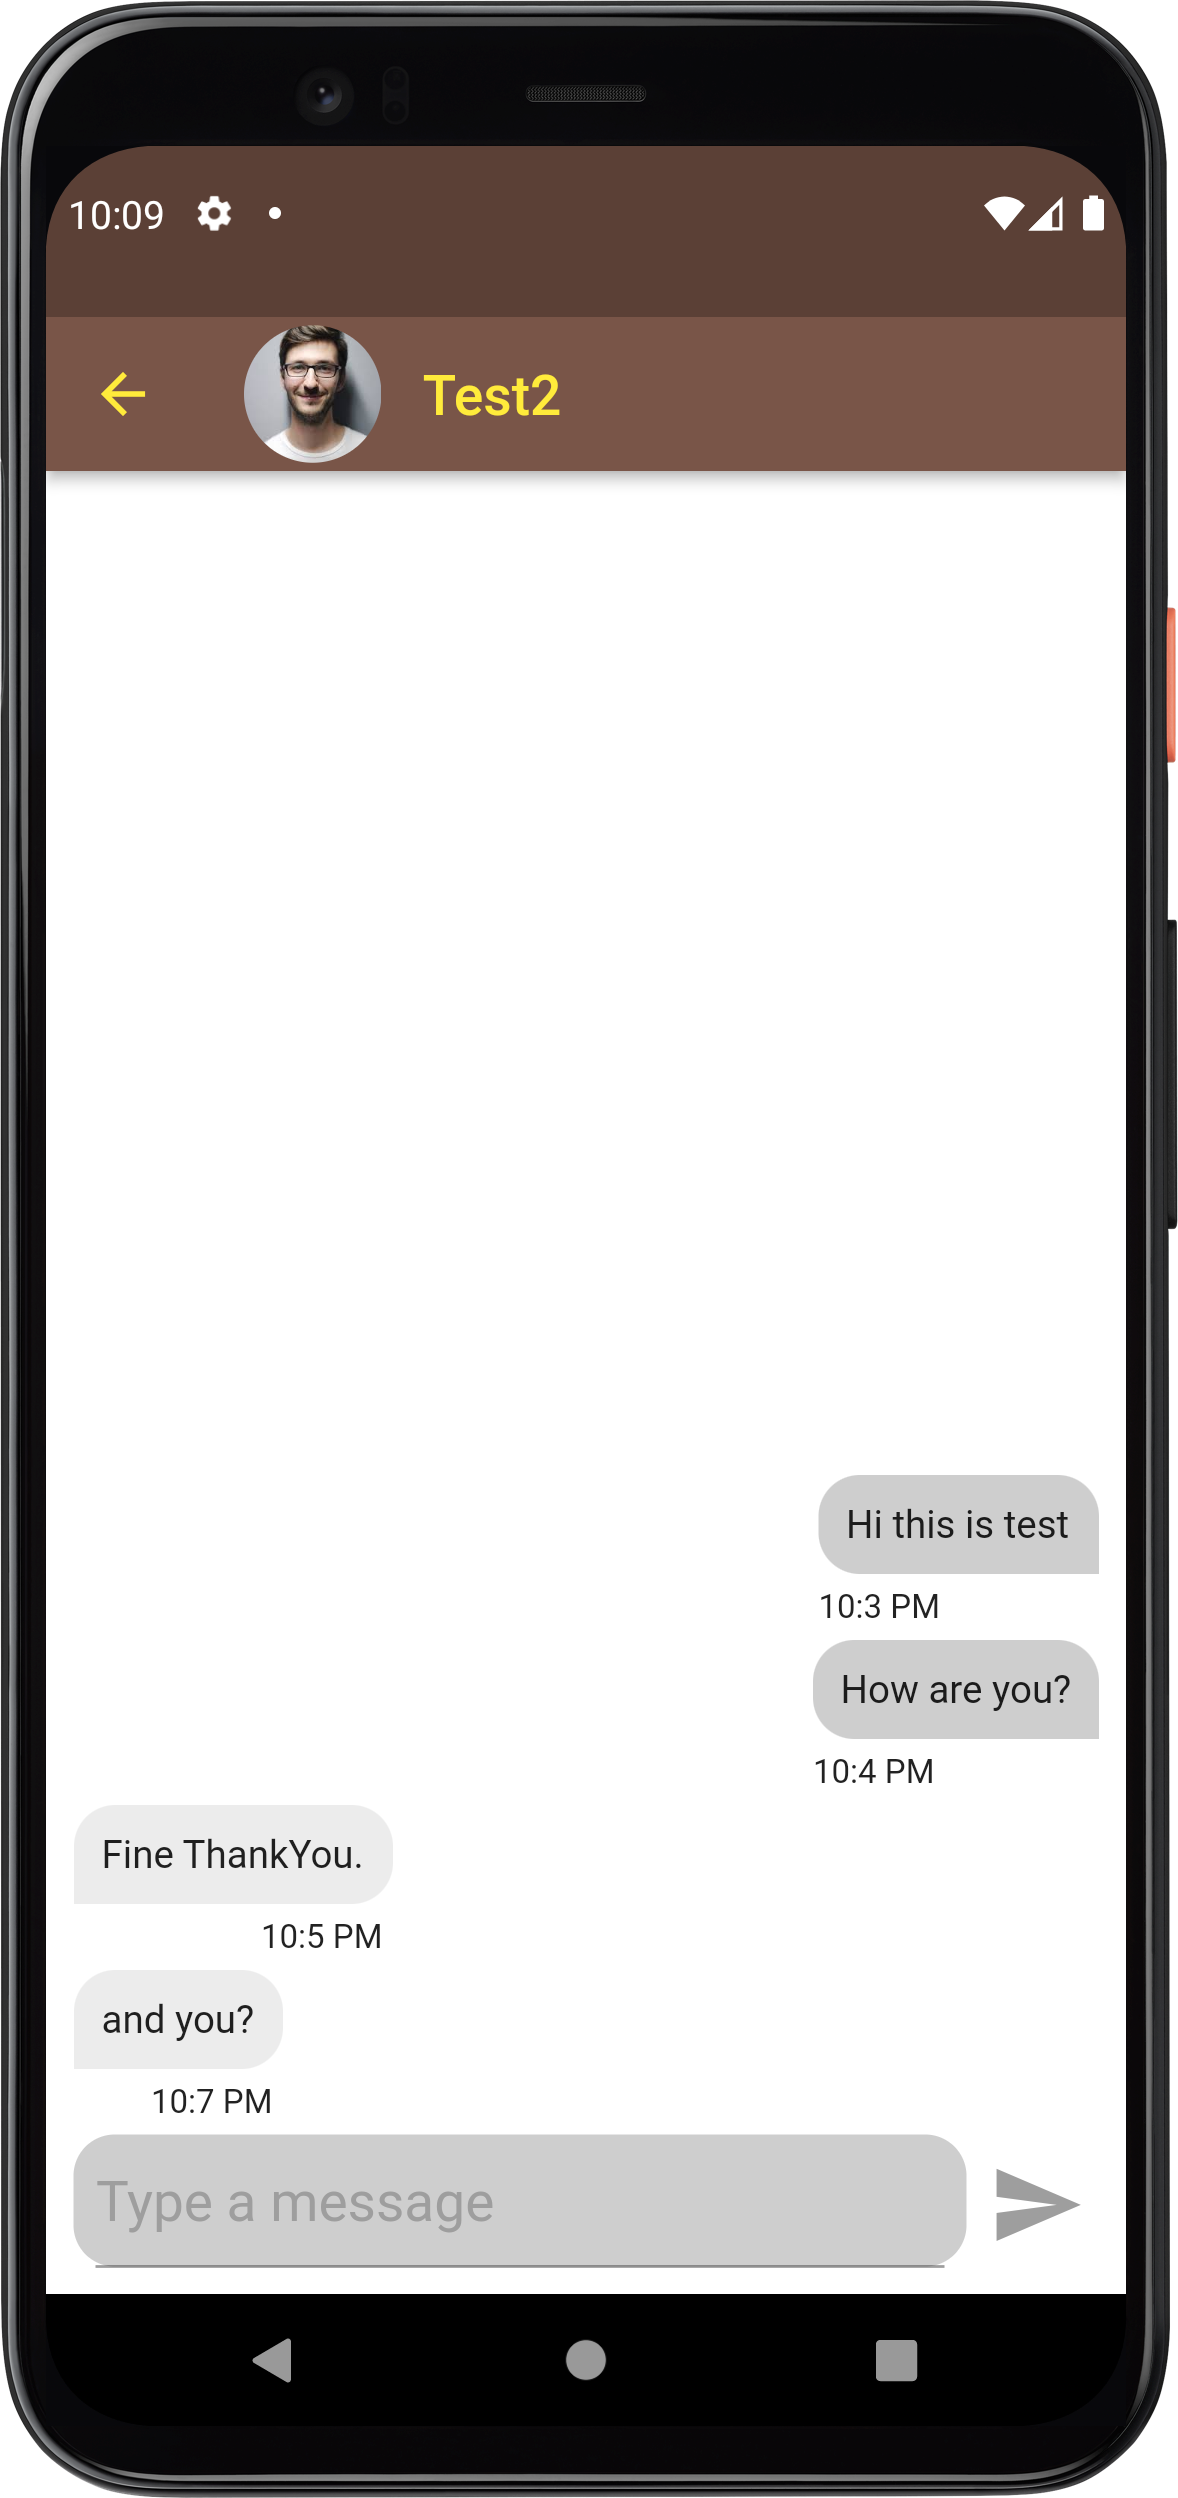 10:09
Test2
Hi this is test
10:3 PM
How are you?
10:4 PM
Fine ThankYou.
10:5 PM
and you?
10:7 PM
Type a message